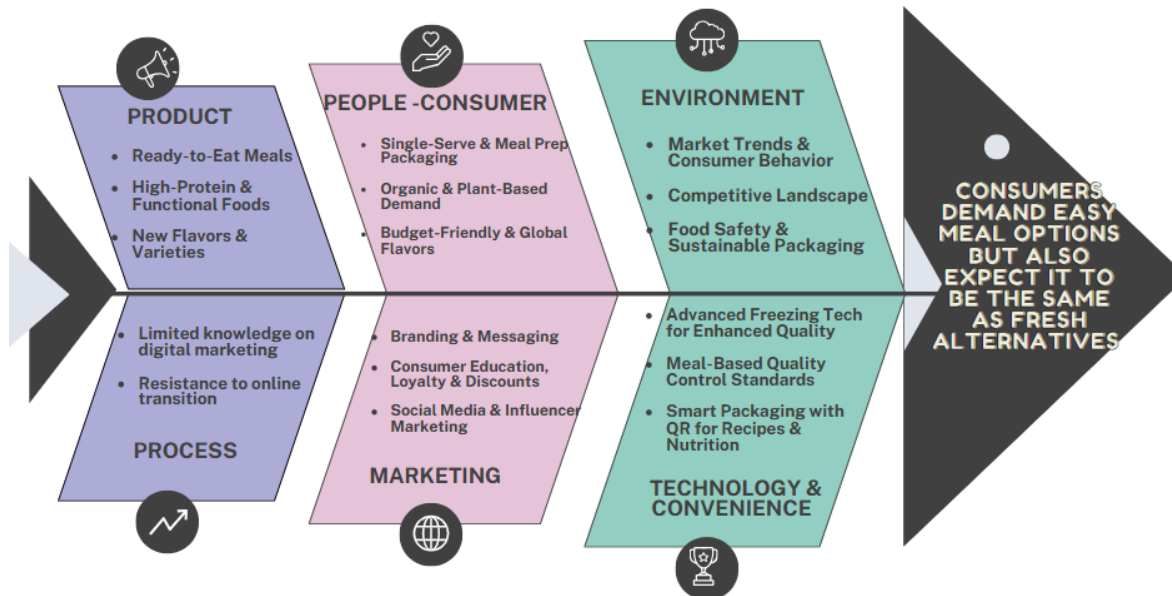 PRODUCT
• Ready-to-Eat Meals
• High-Protein &
Functional Foods
• New Flavors &
Varieties
PEOPLE -CONSUMER
• Single-Serve & Meal Prep
Packaging
• Organic & Plant-Based
Demand
• Budget-Friendly & Global
Flavors
ENVIRONMENT
• Market Trends &
Consumer Behavior
• Competitive Landscape
• Food Safety &
Sustainable Packaging
• Limited knowledge on
digital marketing
• Resistance to online
transition
PROCESS
• Branding & Messaging
• Consumer Education,
Loyalty & Discounts
• Social Media & Influencer
Marketing
MARKETING
• Advanced Freezing Tech
for Enhanced Quality
• Meal-Based Quality
Control Standards
• Smart Packaging with
QR for Recipes &
Nutrition
TECHNOLOGY &
CONVENIENCE
CONSUMERS
DEMAND EASY
MEAL OPTIONS
BUT ALSO
EXPECT IT TO
BE THE SAME
AS FRESH
ALTERNATIVES